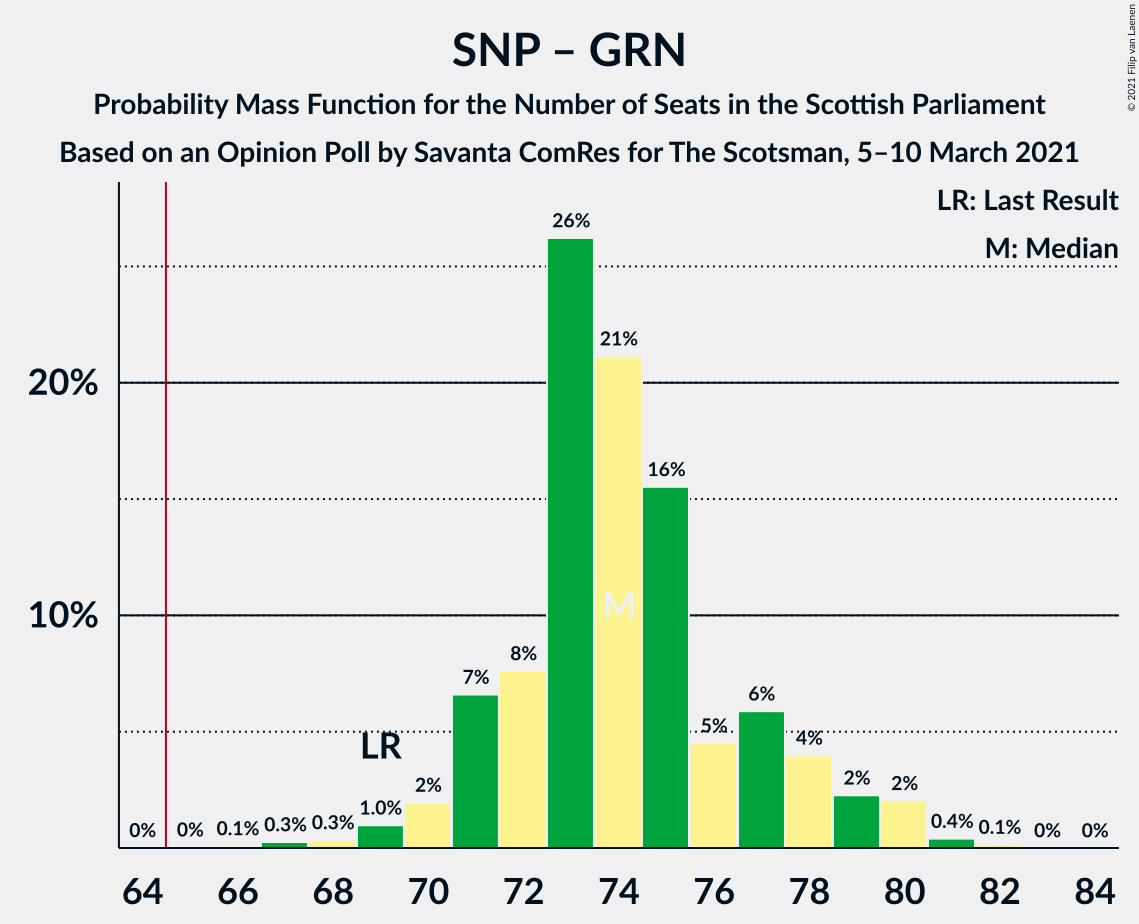 SNP – GRN
Probability Mass Function for the Number of Seats in the Scottish Parliament
Based on an Opinion Poll by Savanta ComRes for The Scotsman, 5–10 March 2021
© 2021 Filip van Laenen
LR: Last Result
M: Median
20%
10%
0% 0% 0.1% 0.3% 0.3% 1.0% 2% 7% 8% 26% 21% 16% 5% 6% 4% 2% 2% 0.4% 0.1% 0% 0%
LR
M
64 66 68 70 72 74 76 78 80 82 84